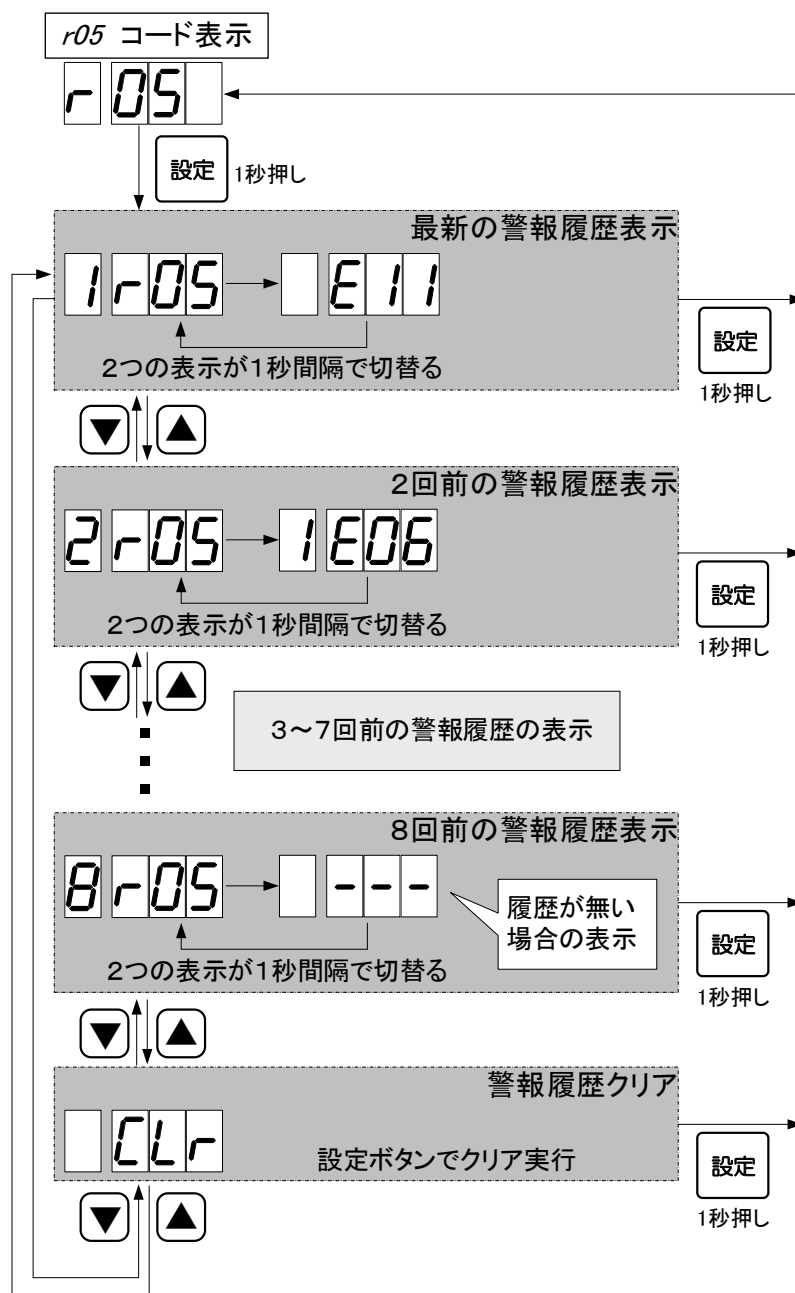 r05 コード表示
r 05
設定 1秒押し
最新の警報履歴表示
1r05 E11
2つの表示が1秒間隔で切替る
設定
1秒押し
▼ ▲
2回前の警報履歴表示
2r05 1E06
2つの表示が1秒間隔で切替る
設定
1秒押し
▼ ▲
3~7回前の警報履歴の表示
8回前の警報履歴表示
8r05 ---
履歴が無い
場合の表示
2つの表示が1秒間隔で切替る
設定
1秒押し
▼ ▲
警報履歴クリア
CLr
設定ボタンでクリア実行
設定
1秒押し
▼ ▲